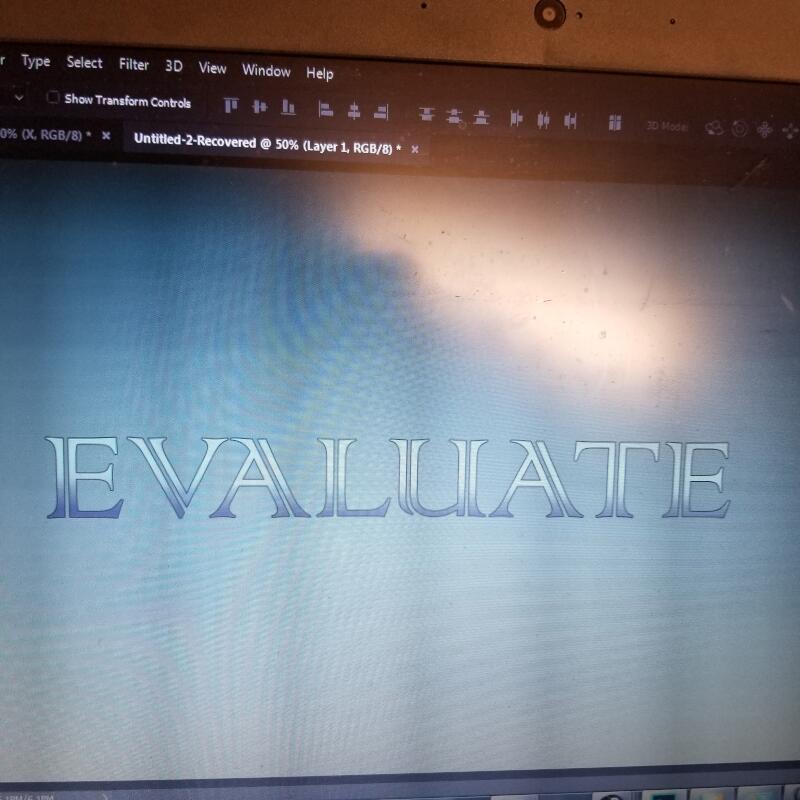 Type Select Filter 3D View Window Help
Show Transform Controls
3D Mode:
0% (X, RGB/8) * × Untitled-2-Recovered @ 50% (Layer 1, RGB/8) * ×
EVALUATE